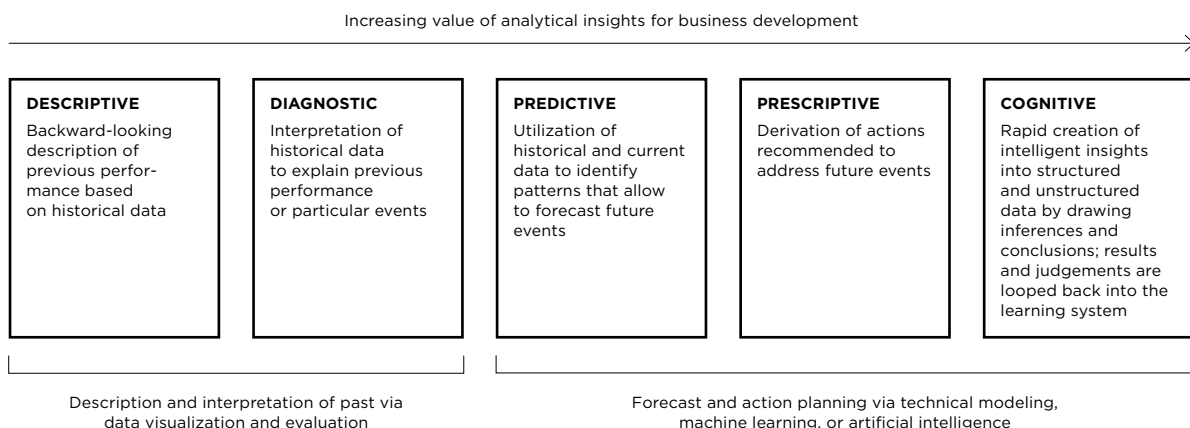 Increasing value of analytical insights for business development
DESCRIPTIVE
Backward-looking
description of
previous perfor-
mance based
on historical data
DIAGNOSTIC
Interpretation of
historical data
to explain previous
performance
or particular events
PREDICTIVE
Utilization of
historical and current
data to identify
patterns that allow
to forecast future
events
PRESCRIPTIVE
Derivation of actions
recommended to
address future events
COGNITIVE
Rapid creation of
intelligent insights
into structured
and unstructured
data by drawing
inferences and
conclusions; results
and judgements are
looped back into the
learning system
Description and interpretation of past via
data visualization and evaluation
Forecast and action planning via technical modeling,
machine learning, or artificial intelligence